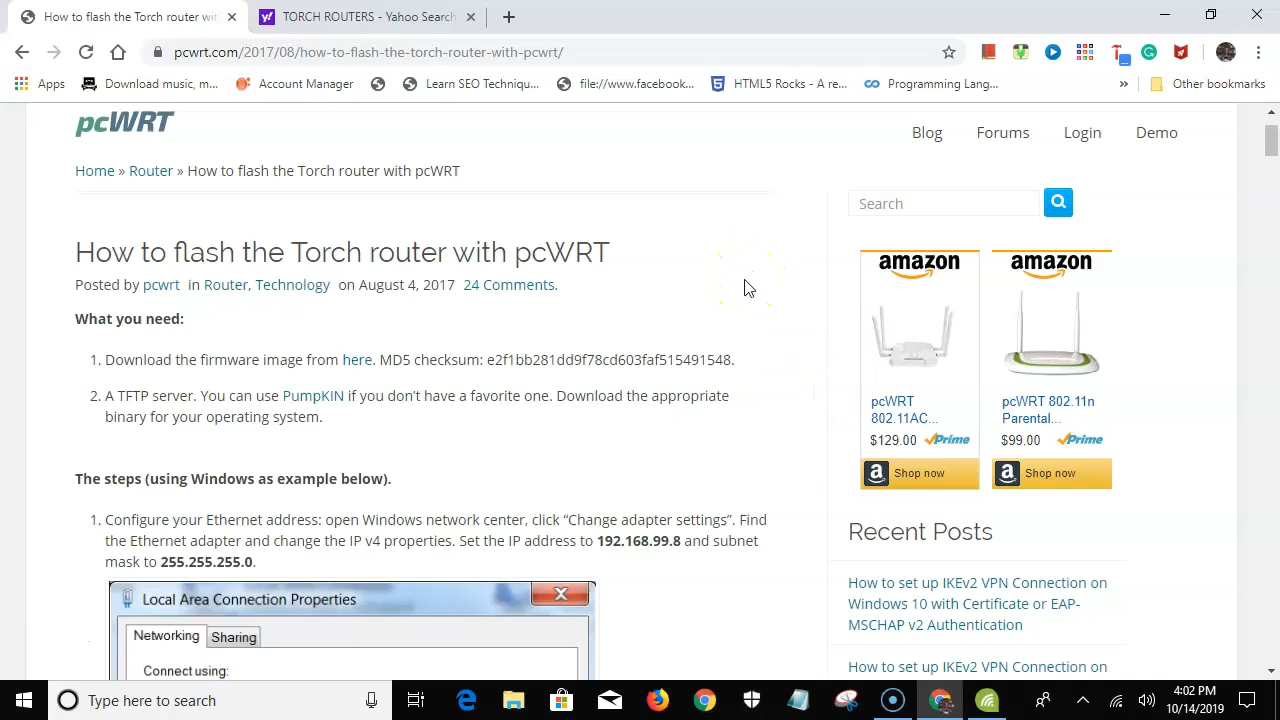 How to flash the Torch router with
TORCH ROUTERS - Yahoo Search
pcwrt.com/2017/08/how-to-flash-the-torch-router-with-pcwrt/
Apps
Download music, m...
Account Manager
Learn SEO Technique...
file://www.facebook...
HTML5 Rocks - A re...
Programming Lang...
»
Other bookmarks
pcWRT
Blog
Forums
Login
Demo
Home » Router » How to flash the Torch router with pcWRT
Search
How to flash the Torch router with pcWRT
Posted by pcwrt in Router, Technology on August 4, 2017 24 Comments.
What you need:
1. Download the firmware image from here. MD5 checksum: e2f1bb281dd9f78cd603faf515491548.
2. A TFTP server. You can use PumpKIN if you don’t have a favorite one. Download the appropriate
binary for your operating system.
The steps (using Windows as example below).
1. Configure your Ethernet address: open Windows network center, click “Change adapter settings”. Find
the Ethernet adapter and change the IP v4 properties. Set the IP address to 192.168.99.8 and subnet
mask to 255.255.255.0.
Local Area Connection Properties
Networking
Sharing
Connect using:
amazon
pcWRT
802.11AC...
$129.00 Prime
Shop now
amazon
pcWRT 802.11n
Parental...
$99.00 Prime
Shop now
Recent Posts
How to set up IKEv2 VPN Connection on
Windows 10 with Certificate or EAP-
MSCHAP v2 Authentication
How to set up IKEv2 VPN Connection on
Type here to search
4:02 PM
10/14/2019